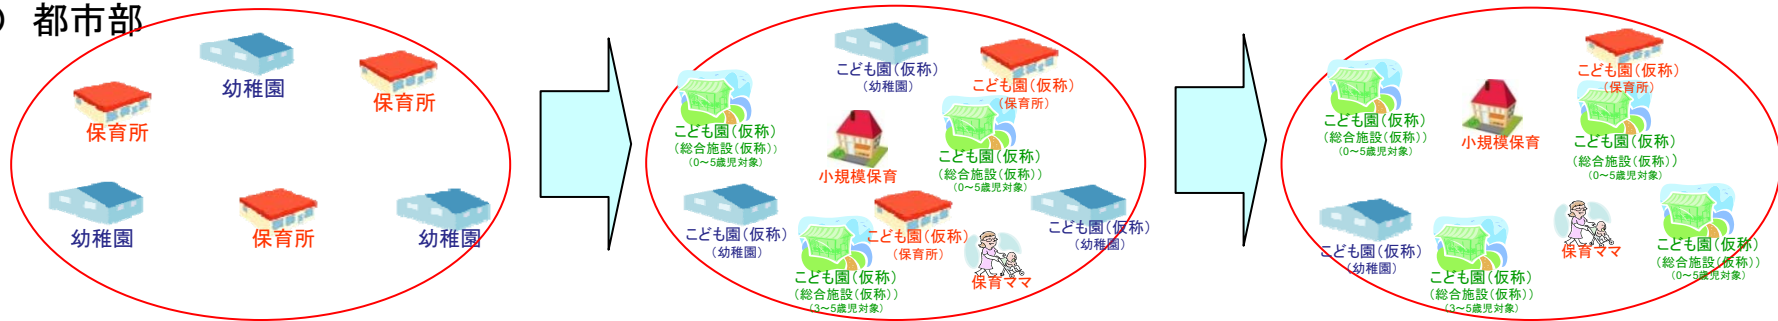 都市部
幼稚園
保育所
保育所
幼稚園
保育所
幼稚園
こども園(仮称)
(幼稚園)
こども園(仮称)
(保育所)
こども園(仮称)
(総合施設(仮称))
(0~5歳児対象)
小規模保育
こども園(仮称)
(総合施設(仮称))
(0~5歳児対象)
こども園(仮称)
(幼稚園)
こども園(仮称)
(総合施設(仮称))
(3~5歳児対象)
こども園(仮称)
(保育所)
保育ママ
こども園(仮称)
(幼稚園)
こども園(仮称)
(保育所)
こども園(仮称)
(総合施設(仮称))
(0~5歳児対象)
小規模保育
こども園(仮称)
(総合施設(仮称))
(0~5歳児対象)
こども園(仮称)
(幼稚園)
こども園(仮称)
(総合施設(仮称))
(3~5歳児対象)
保育ママ
こども園(仮称)
(総合施設(仮称))
(0~5歳児対象)